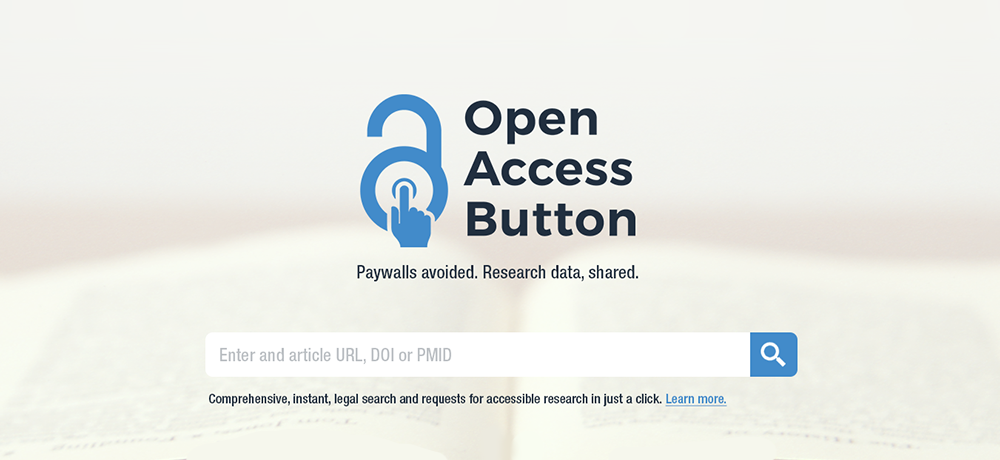 Open
Access
Button
Paywalls avoided. Research data, shared.
Enter and article URL, DOI or PMID
Comprehensive, instant, legal search and requests for accessible research in just a click. Learn more.